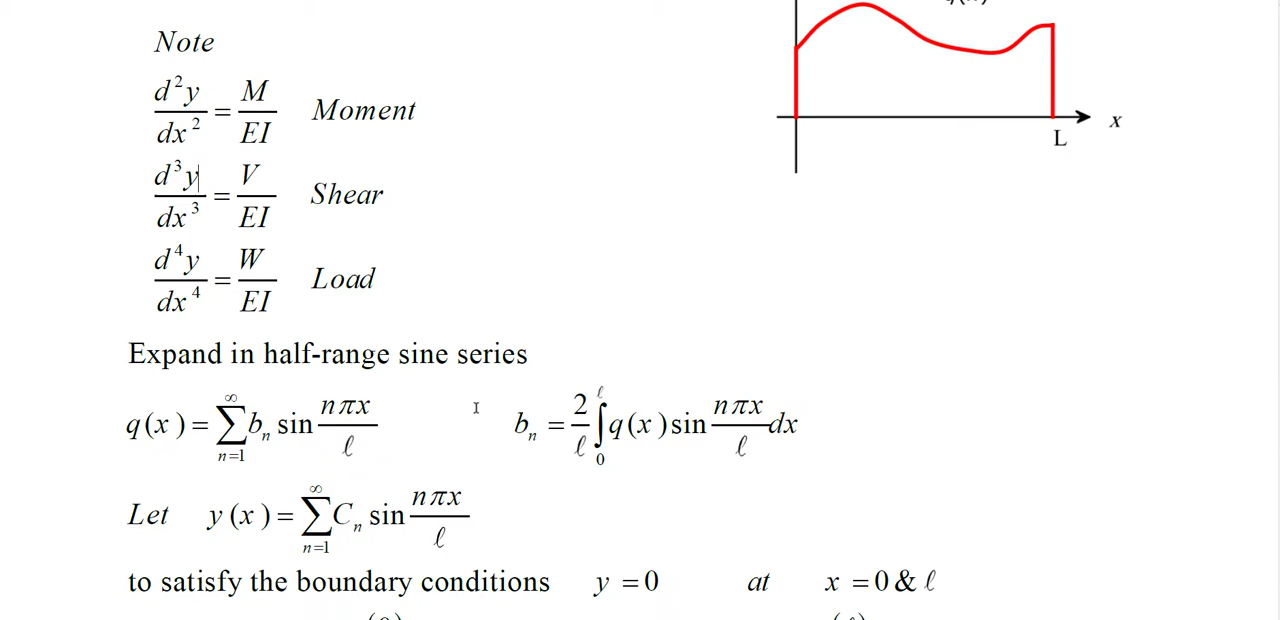 Note
d²y/dx² = M/EI Moment
d³y/dx³ = V/EI Shear
d⁴y/dx⁴ = W/EI Load
x
L
Expand in half-range sine series
q(x) = ∑_{n=1}^{∞} b_n sin nπx/ℓ b_n = 2/ℓ ∫_0^ℓ q(x) sin nπx/ℓ dx
Let y(x) = ∑_{n=1}^{∞} C_n sin nπx/ℓ
to satisfy the boundary conditions y = 0 at x = 0 & ℓ